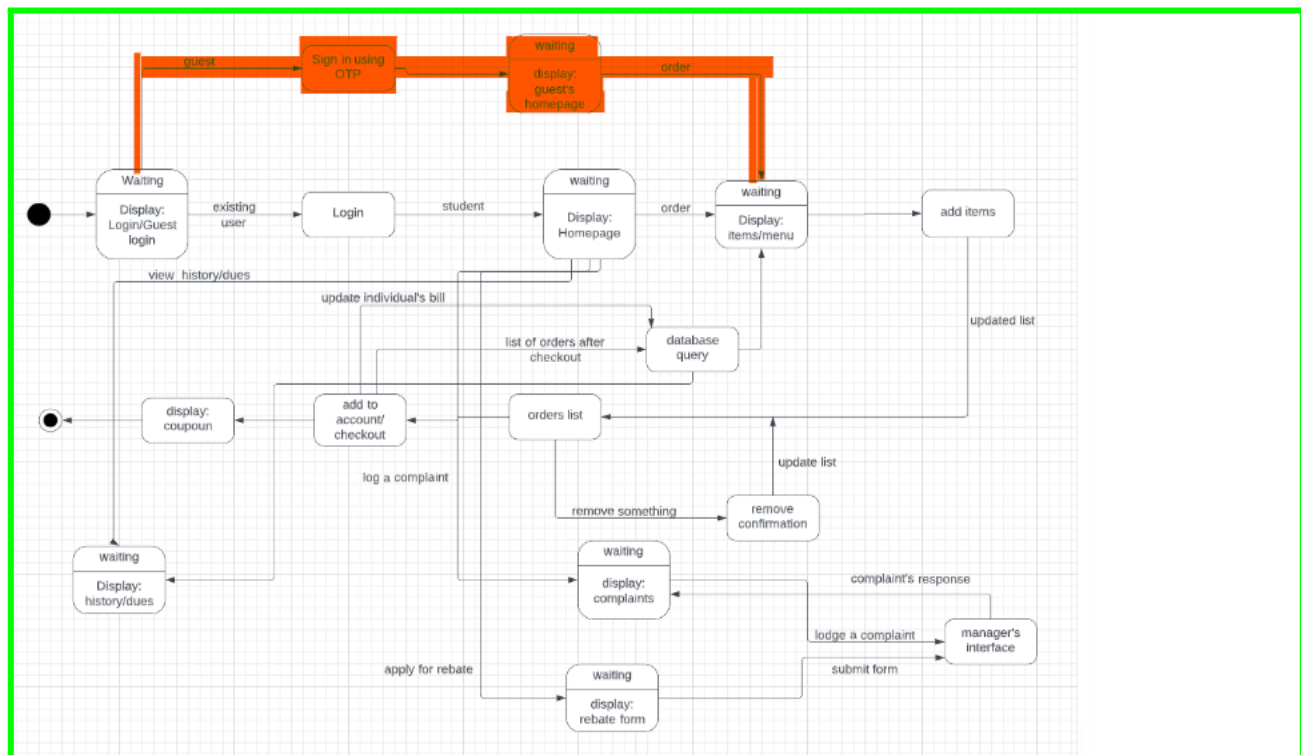 waiting
guest
Sign in using
OTP
order
display:
guest's
homepage
Waiting
Display:
Login/Guest
login
existing
user
Login
student
waiting
Display:
Homepage
order
waiting
Display:
items/menu
add items
view history/dues
update individual's bill
updated list
list of orders after
checkout
database
query
display:
coupoun
add to
account/
checkout
orders list
log a complaint
update list
remove something
remove
confirmation
waiting
Display:
history/dues
waiting
display:
complaints
complaint's response
lodge a complaint
manager's
interface
apply for rebate
waiting
display:
rebate form
submit form